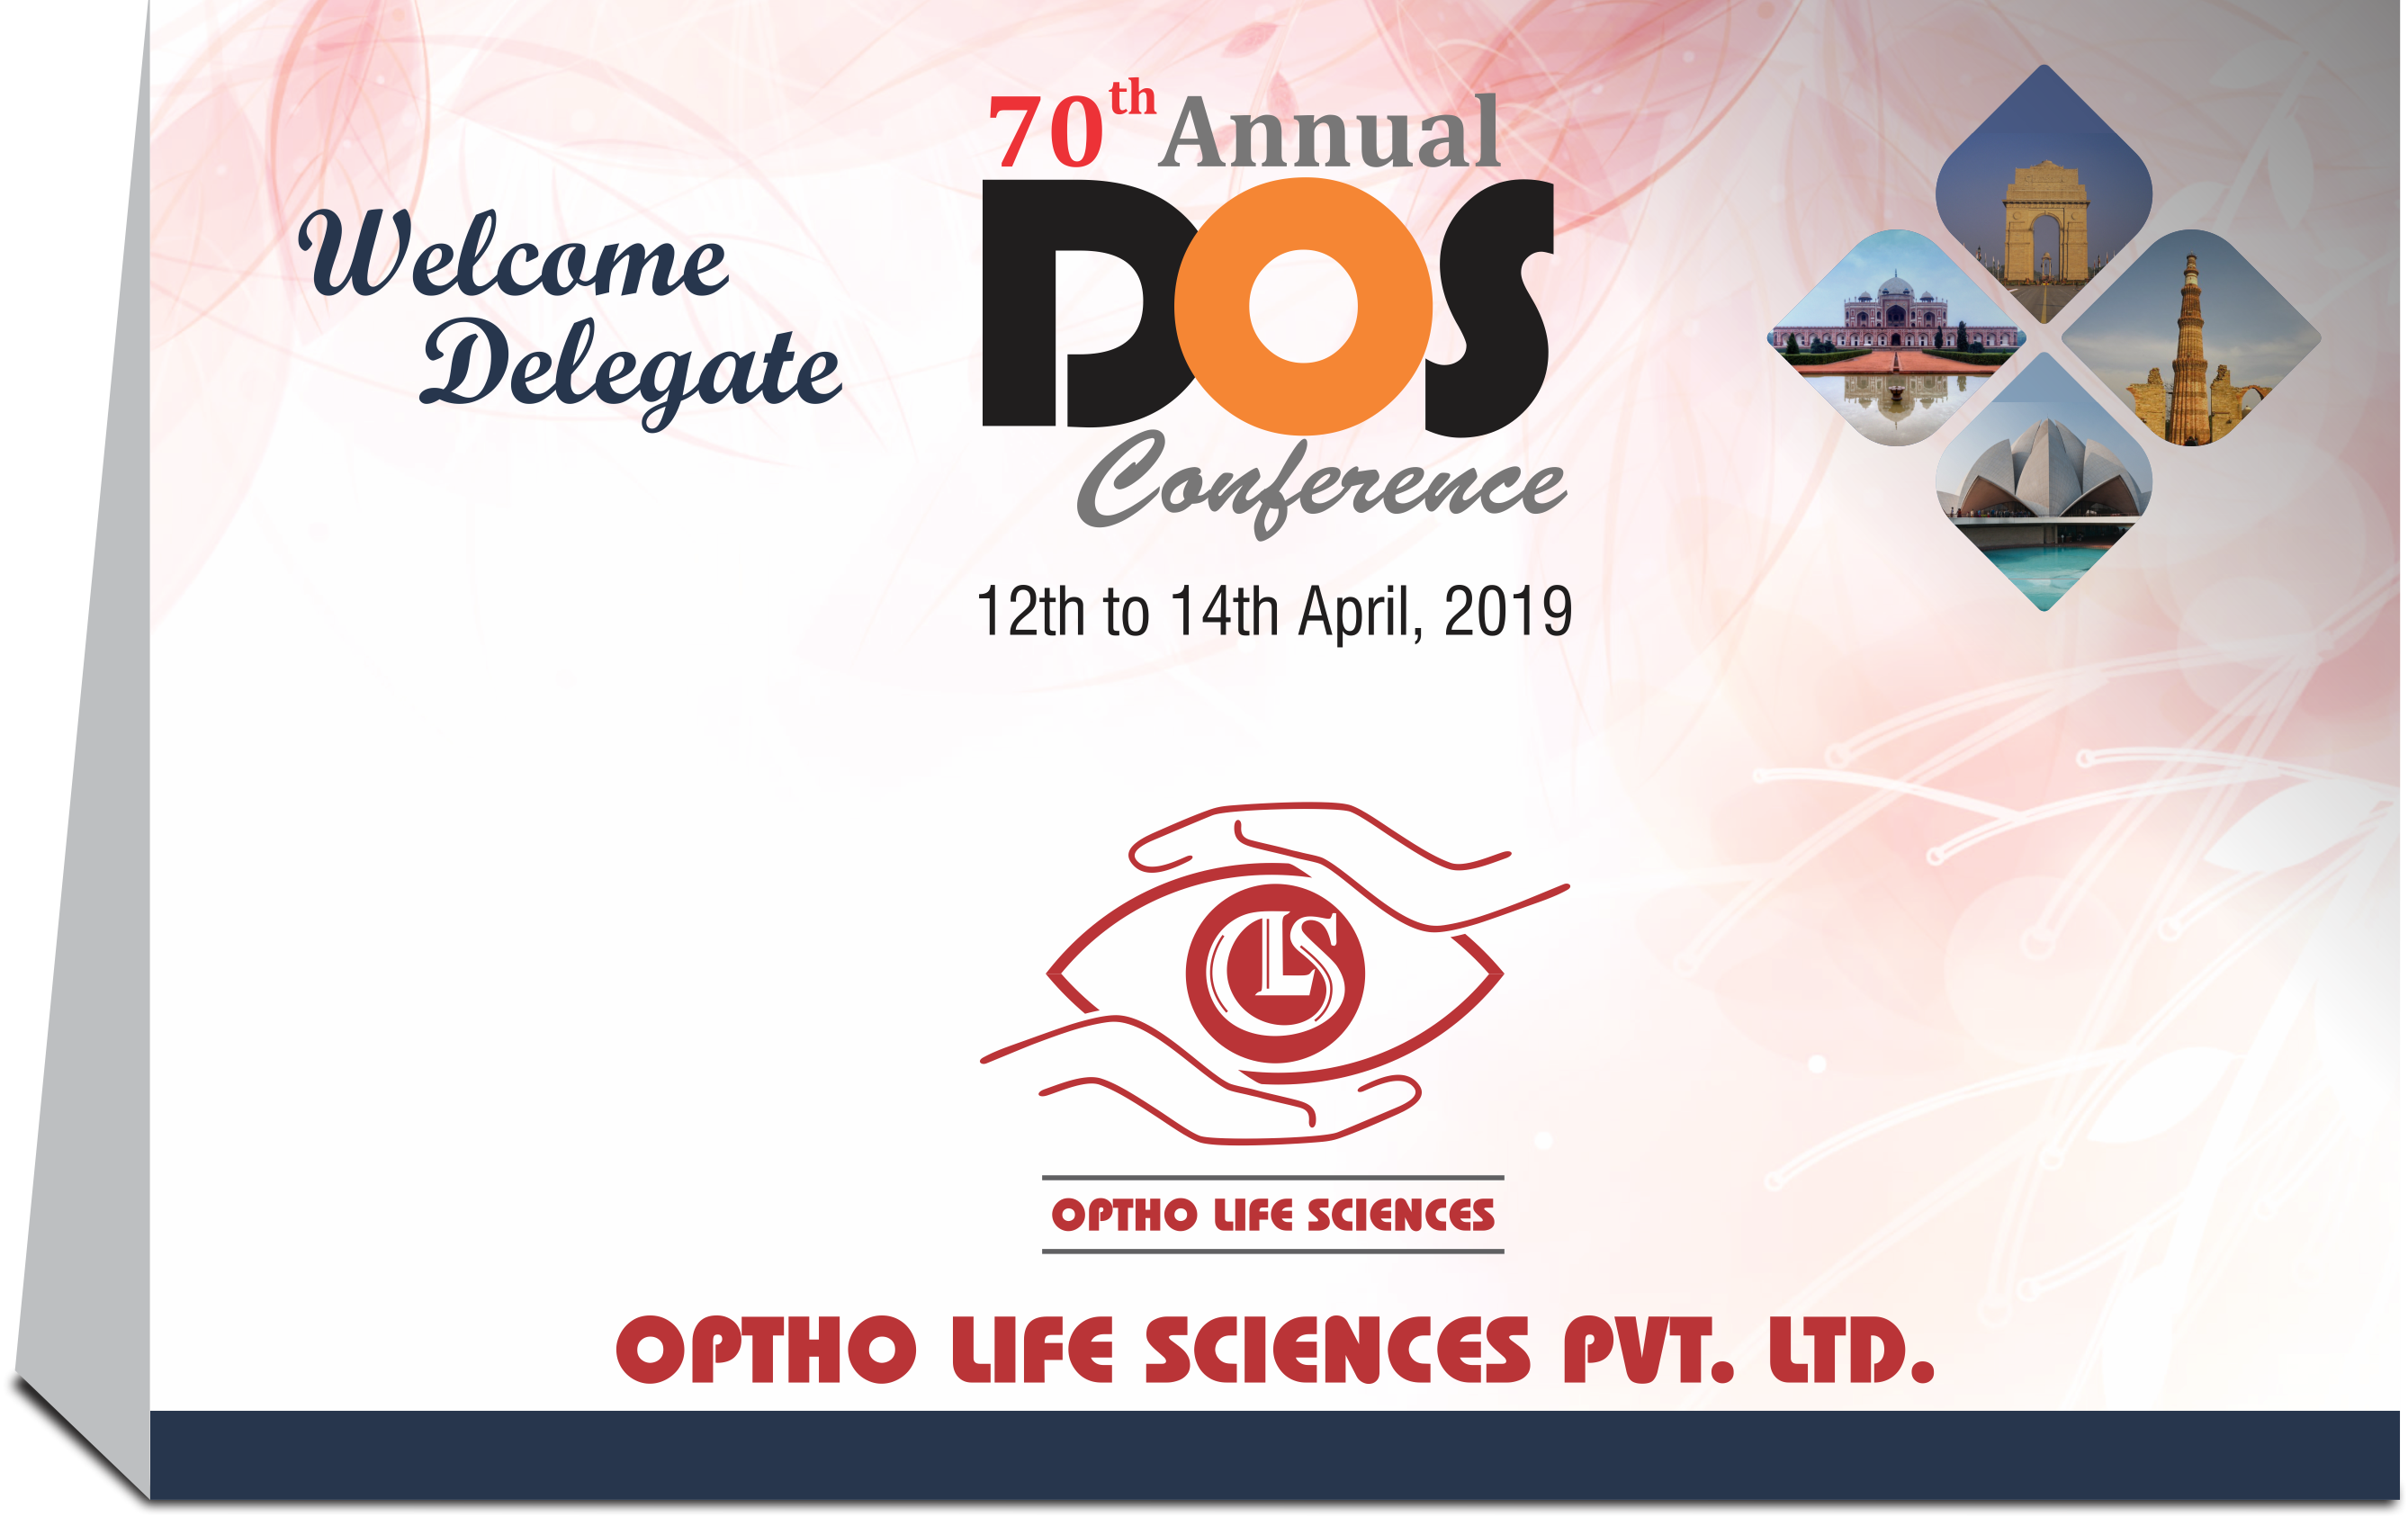 Welcome
Delegate
70th Annual
DOS
Conference
12th to 14th April, 2019
OLS
OPTHO LIFE SCIENCES
OPTHO LIFE SCIENCES PVT. LTD.